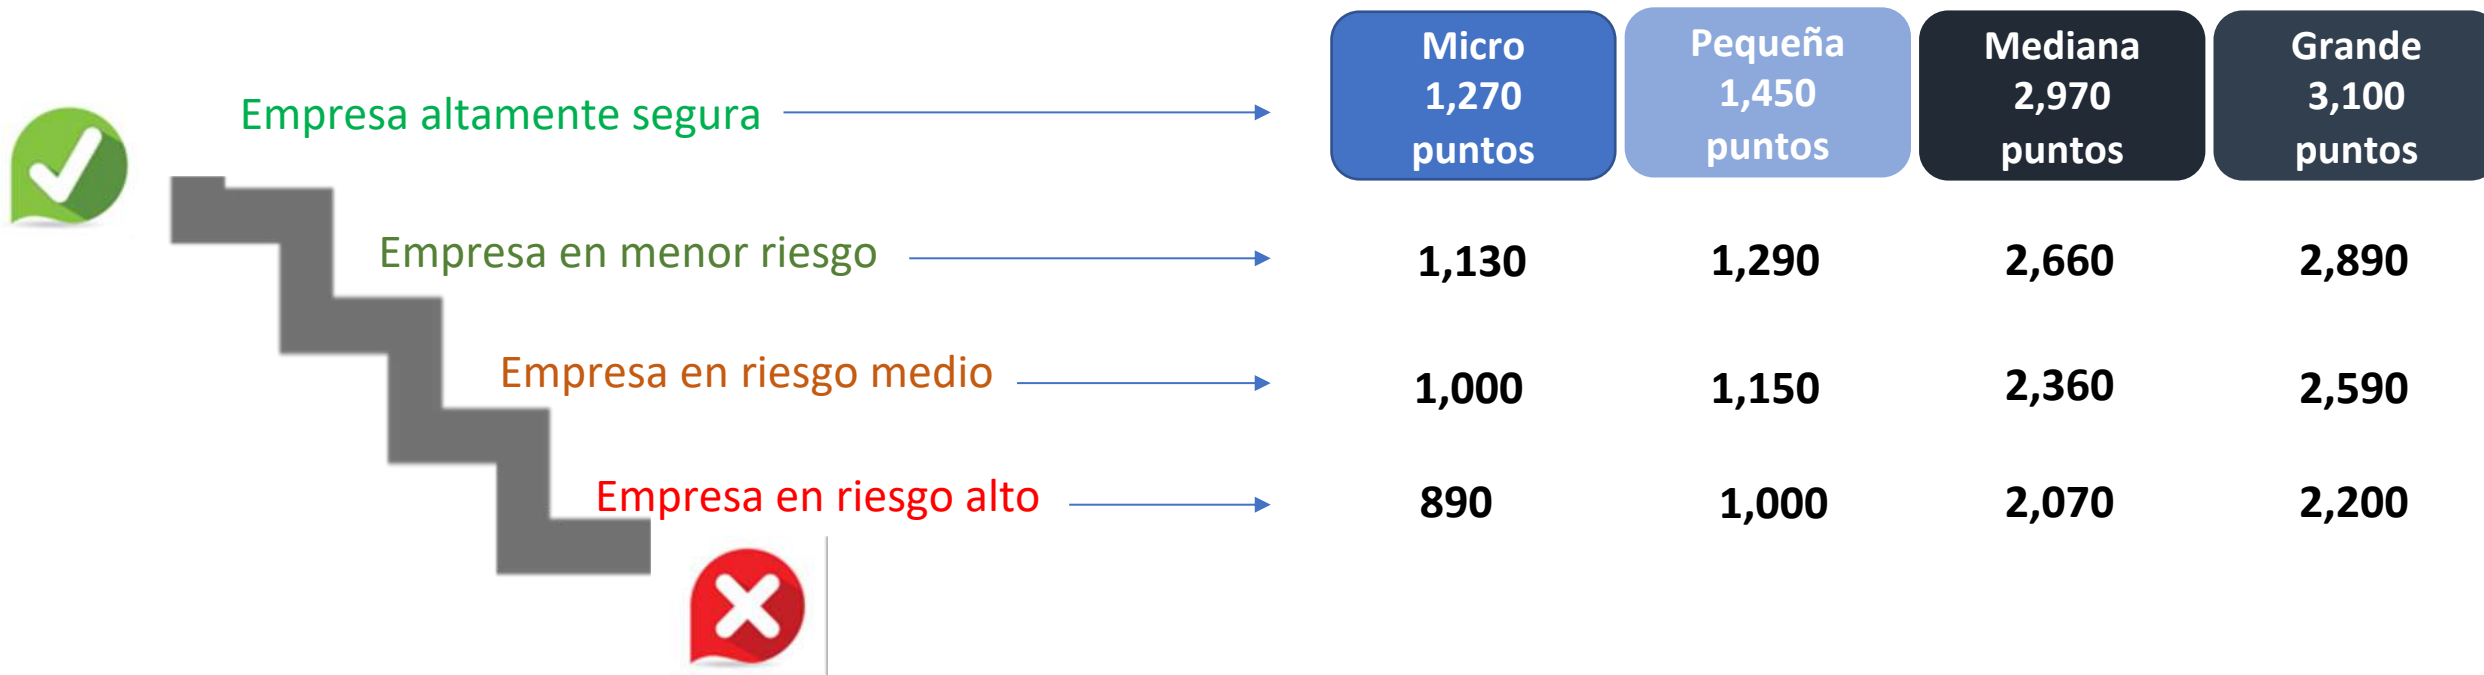 Micro
1,270
puntos
Pequeña
1,450
puntos
Mediana
2,970
puntos
Grande
3,100
puntos
Empresa altamente segura
Empresa en menor riesgo
1,130
1,290
2,660
2,890
Empresa en riesgo medio
1,000
1,150
2,360
2,590
Empresa en riesgo alto
890
1,000
2,070
2,200